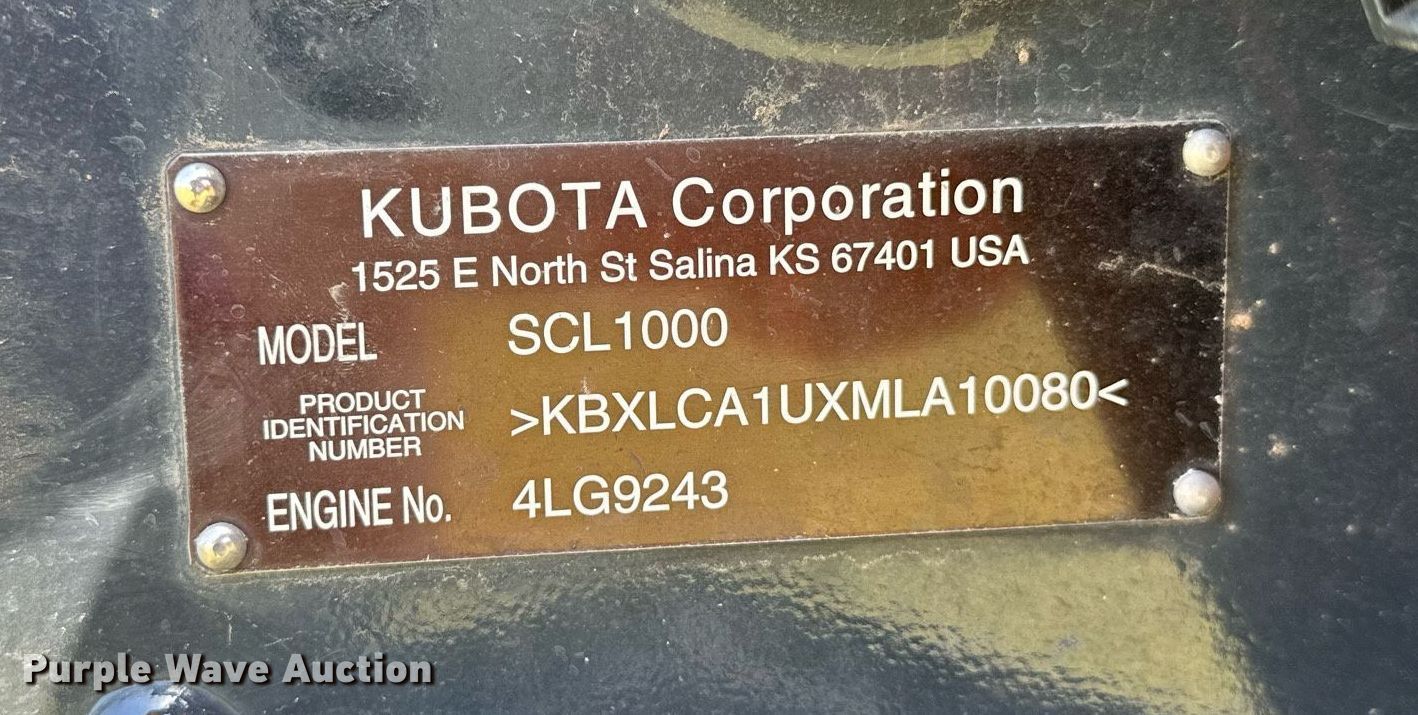 KUBOTA Corporation
1525 E North St Salina KS 67401 USA
MODEL SCL1000
PRODUCT
IDENTIFICATION
NUMBER
>KBXLCA1UXMLA10080<
ENGINE No. 4LG9243
Purple Wave Auction